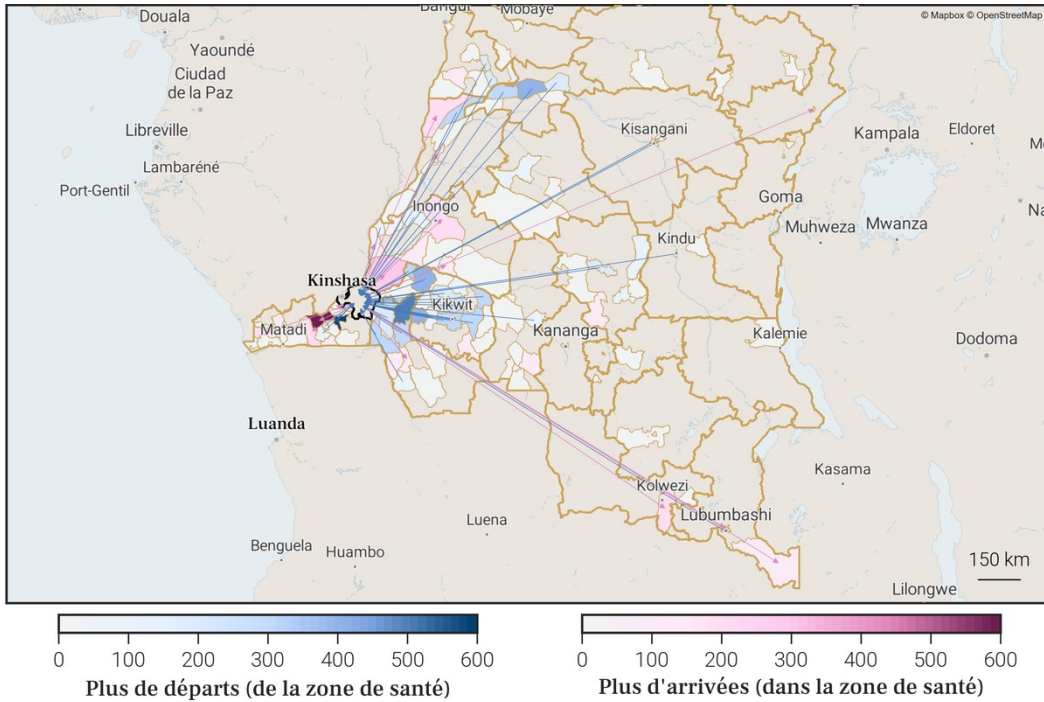 Douala
Mobaye
© Mapbox © OpenStreetMap
Yaoundé
Ciudad
de la Paz
Libreville
Lambaréné
Port-Gentil
Kisangani
Kampala
Eldoret
Inongo
Goma
Muhweza
Mwanza
Kindu
Kinshasa
Kikwit
Matadi
Kananga
Kalemie
Dodoma
Luanda
Kasama
Kolwezi
Lubumbashi
Luena
Benguela
Huambo
150 km
Lilongwe
0 100 200 300 400 500 600
Plus de départs (de la zone de santé)
0 100 200 300 400 500 600
Plus d'arrivées (dans la zone de santé)